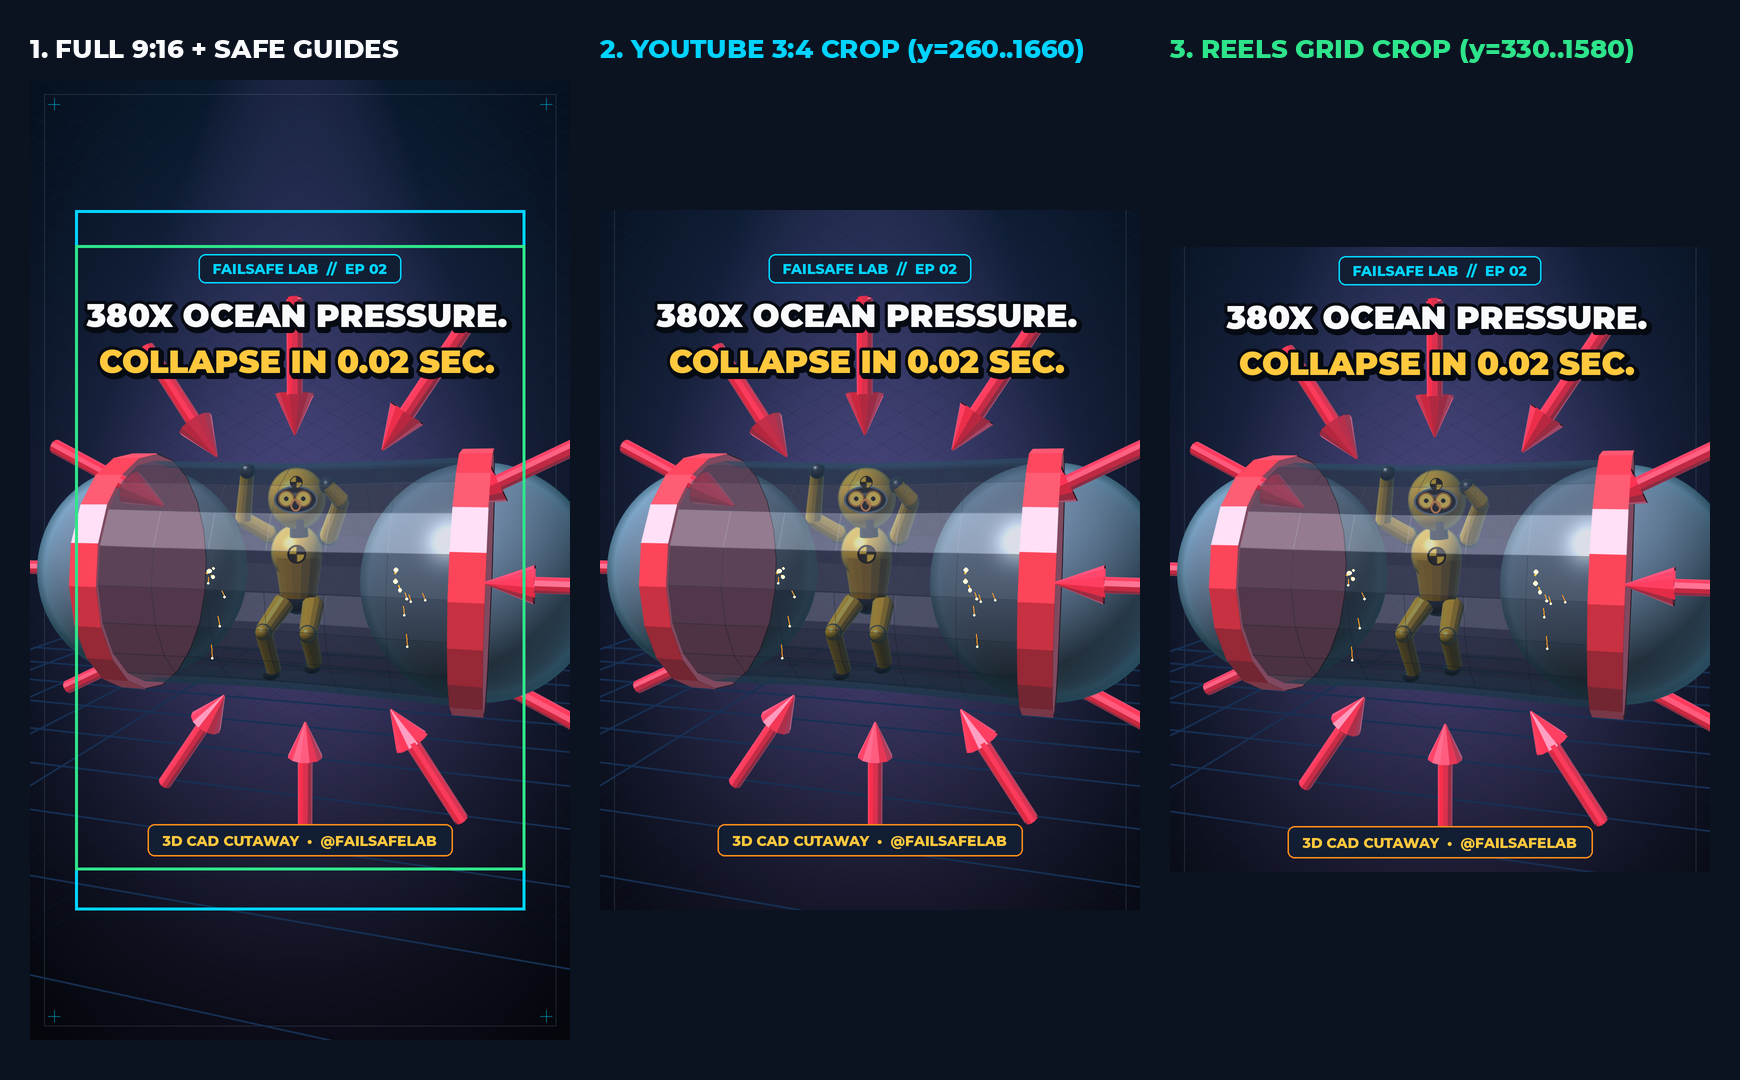 1. FULL 9:16 + SAFE GUIDES
FAILSAFE LAB // EP 02
380X OCEAN PRESSURE.
COLLAPSE IN 0.02 SEC.
3D CAD CUTAWAY • @FAILSAFELAB
2. YOUTUBE 3:4 CROP (y=260..1660)
FAILSAFE LAB // EP 02
380X OCEAN PRESSURE.
COLLAPSE IN 0.02 SEC.
3D CAD CUTAWAY • @FAILSAFELAB
3. REELS GRID CROP (y=330..1580)
FAILSAFE LAB // EP 02
380X OCEAN PRESSURE.
COLLAPSE IN 0.02 SEC.
3D CAD CUTAWAY • @FAILSAFELAB